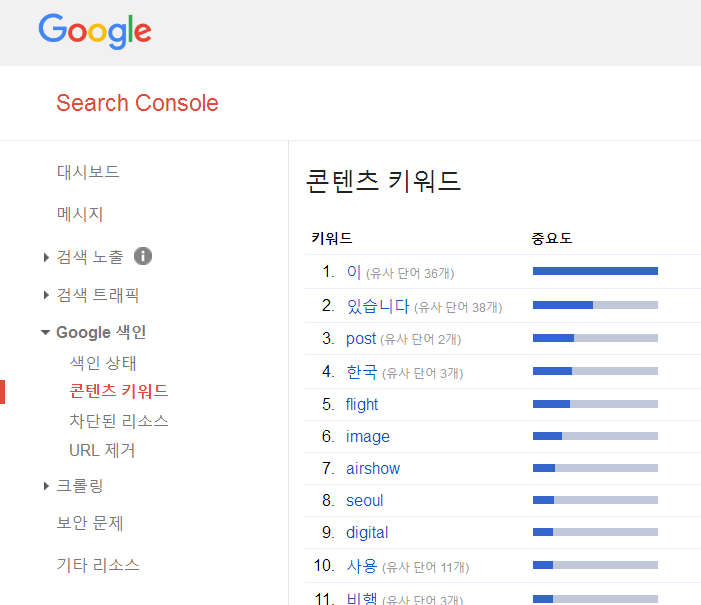 Google
Search Console
대시보드
메시지
검색 노출 i
검색 트래픽
Google 색인
색인 상태
콘텐츠 키워드
차단된 리소스
URL 제거
크롤링
보안 문제
기타 리소스
콘텐츠 키워드
키워드 중요도
1. 이 (유사 단어 36개)
2. 있습니다 (유사 단어 38개)
3. post (유사 단어 2개)
4. 한국 (유사 단어 3개)
5. flight
6. image
7. airshow
8. seoul
9. digital
10. 사용 (유사 단어 11개)
11. 비행 (유사 단어 3개)